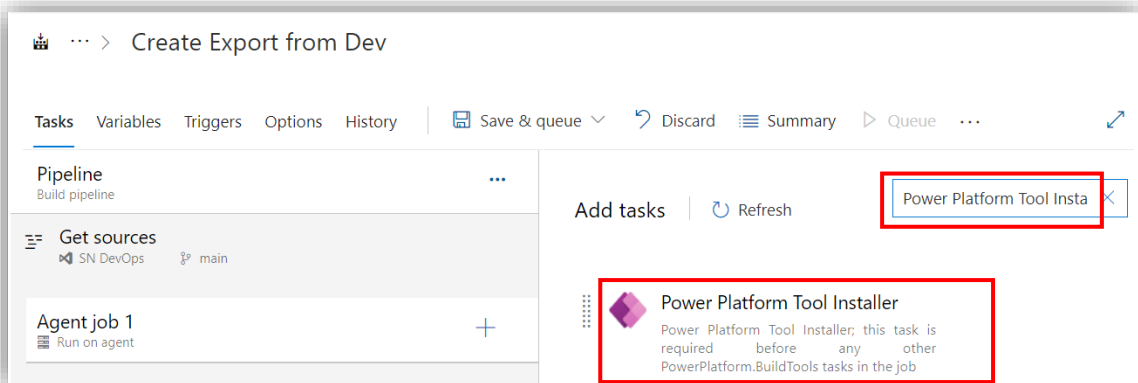 ··· > Create Export from Dev
Tasks Variables Triggers Options History Save & queue Discard Summary Queue ···
Pipeline
Build pipeline
Get sources
SN DevOps main
Agent job 1
Run on agent
Add tasks Refresh Power Platform Tool Insta
Power Platform Tool Installer
Power Platform Tool Installer; this task is
required before any other
PowerPlatform.BuildTools tasks in the job